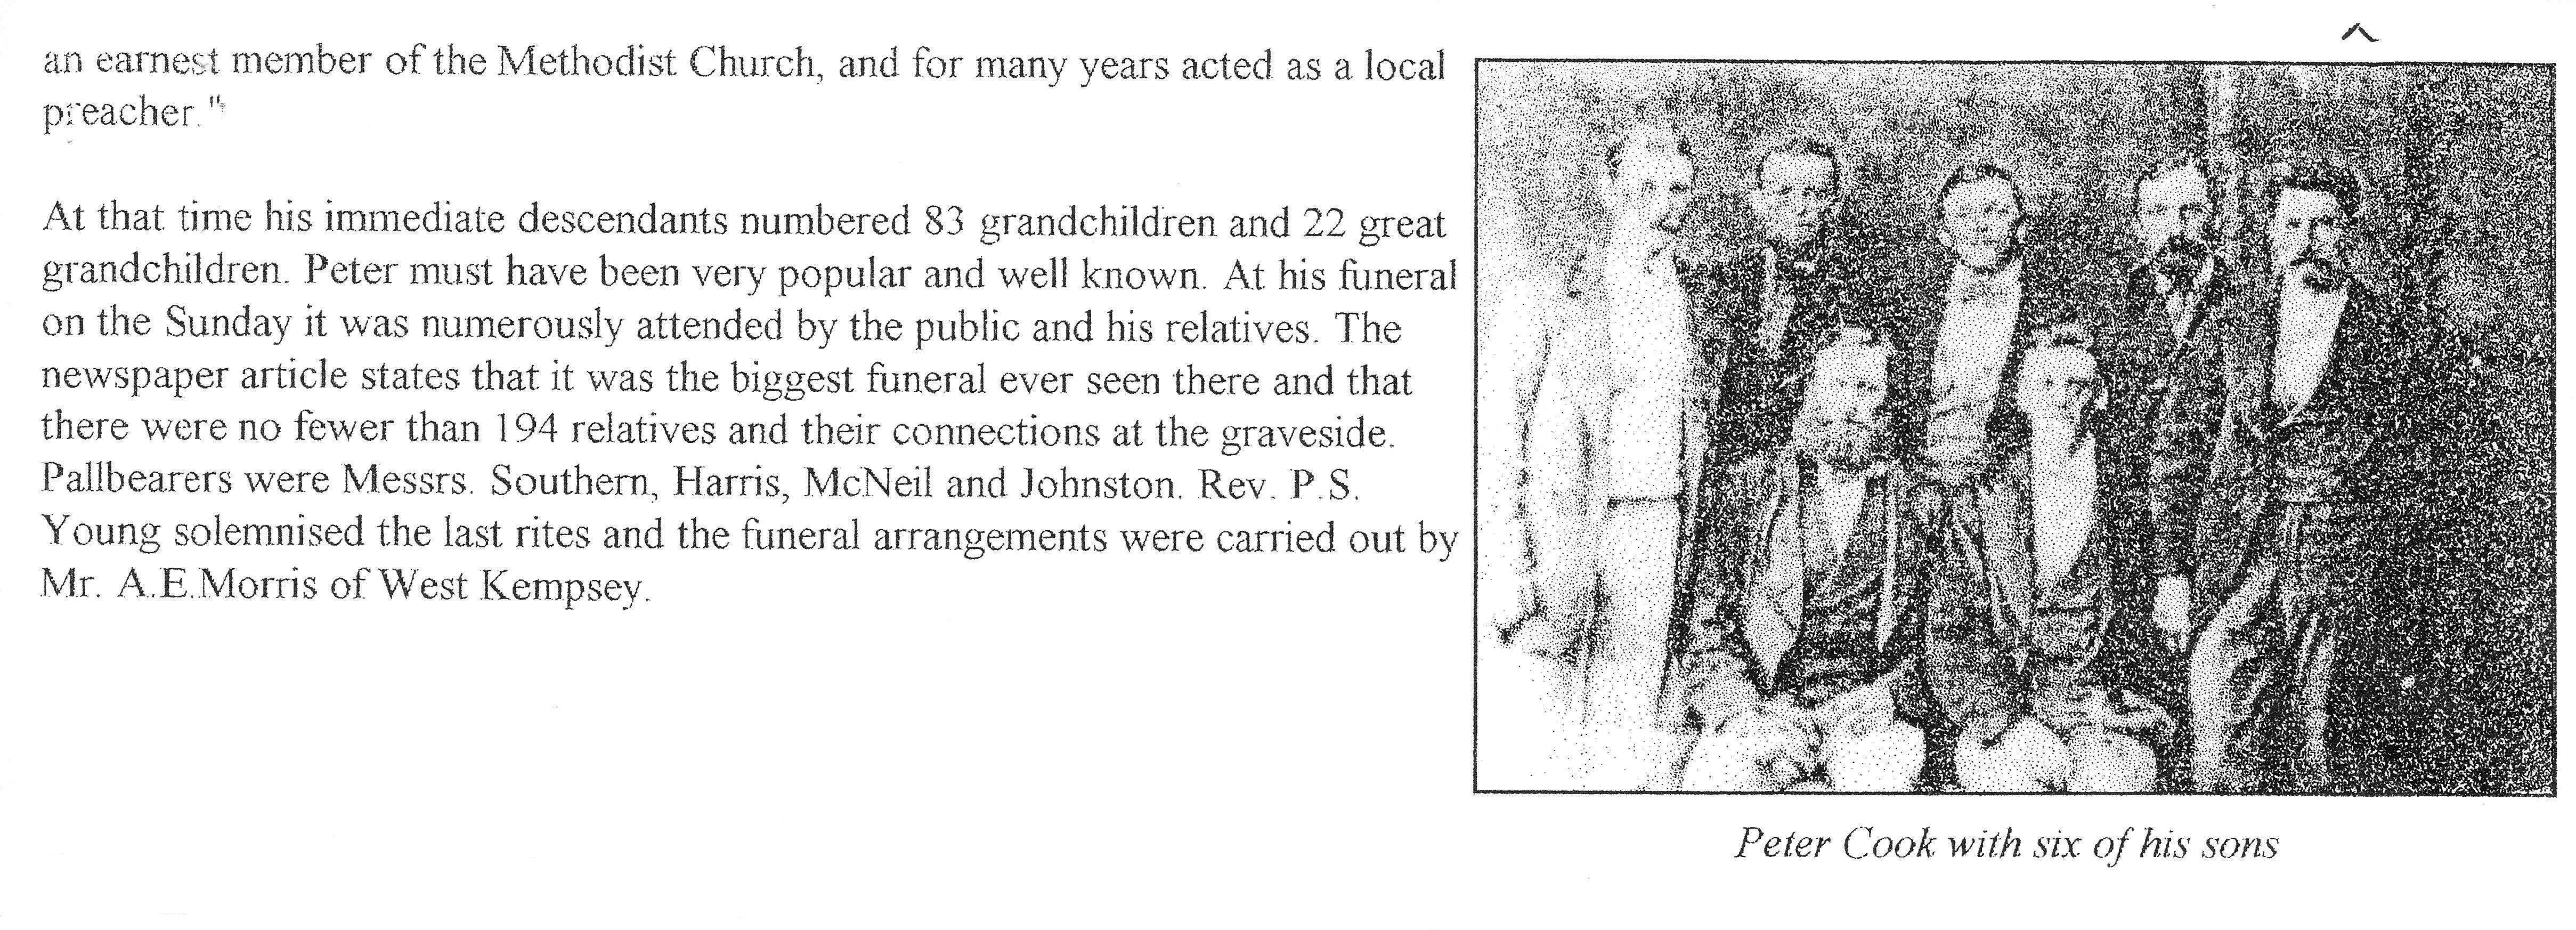 an earnest member of the Methodist Church, and for many years acted as a local
preacher."
At that time his immediate descendants numbered 83 grandchildren and 22 great
grandchildren. Peter must have been very popular and well known. At his funeral
on the Sunday it was numerously attended by the public and his relatives. The
newspaper article states that it was the biggest funeral ever seen there and that
there were no fewer than 194 relatives and their connections at the graveside.
Pallbearers were Messrs. Southern, Harris, McNeil and Johnston. Rev. P.S.
Young solemnised the last rites and the funeral arrangements were carried out by
Mr. A.E.Morris of West Kempsey.
Peter Cook with six of his sons